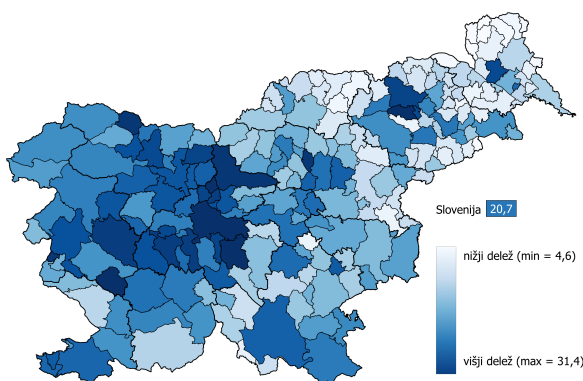 Slovenija 20,7
nižji delež (min = 4,6)
višji delež (max = 31,4)